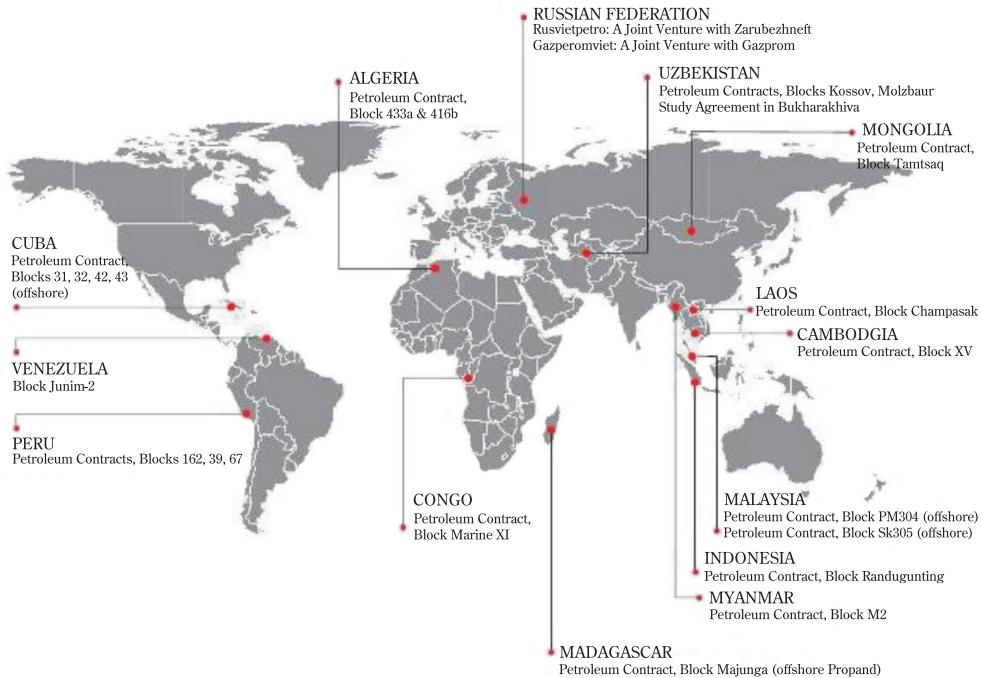 RUSSIAN FEDERATION
Rusvietpetro: A Joint Venture with Zarubezhneft
Gazperomviet: A Joint Venture with Gazprom
ALGERIA
Petroleum Contract,
Block 433a & 416b
UZBEKISTAN
Petroleum Contracts, Blocks Kossov, Molzbaur
Study Agreement in Bukharakhiva
MONGOLIA
Petroleum Contract,
Block Tamtsaq
CUBA
Petroleum Contract,
Blocks 31, 32, 42, 43
(offshore)
LAOS
Petroleum Contract, Block Champasak
CAMBODGIA
Petroleum Contract, Block XV
VENEZUELA
Block Junim-2
PERU
Petroleum Contracts, Blocks 162, 39, 67
CONGO
Petroleum Contract,
Block Marine XI
MALAYSIA
Petroleum Contract, Block PM304 (offshore)
Petroleum Contract, Block Sk305 (offshore)
INDONESIA
Petroleum Contract, Block Randugunting
MYANMAR
Petroleum Contract, Block M2
MADAGASCAR
Petroleum Contract, Block Majunga (offshore Propand)